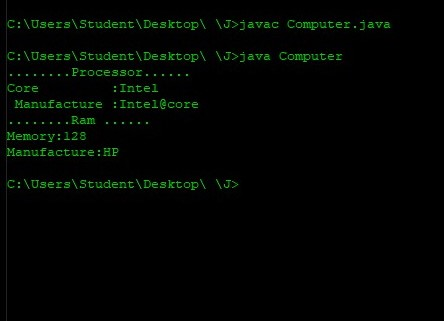 C:\Users\Student\Desktop\ \J>javac Computer.java
C:\Users\Student\Desktop\ \J>java Computer
........Processor......
Core          :Intel
 Manufacture :Intel@core
........Ram ......
Memory:128
Manufacture:HP
C:\Users\Student\Desktop\ \J>